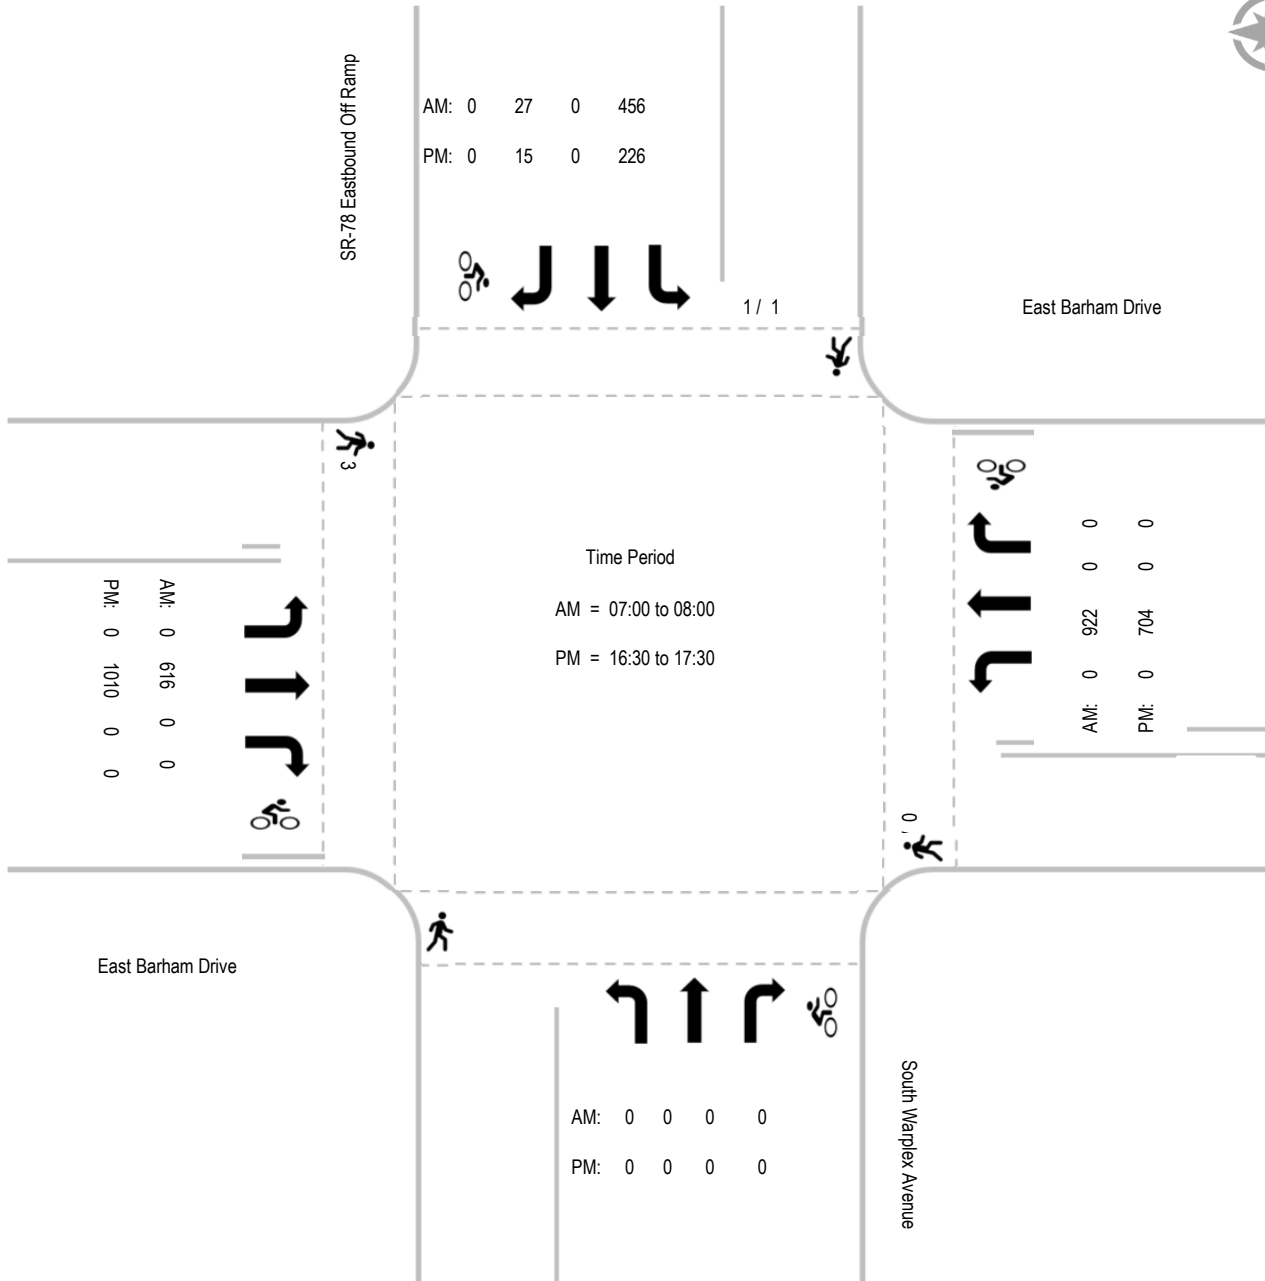 SR-78 Eastbound Off Ramp
AM: 0 27 0 456
PM: 0 15 0 226
1 / 1
East Barham Drive
3
Time Period
AM = 07:00 to 08:00
PM = 16:30 to 17:30
AM: 0 616 0 0
PM: 0 1010 0 0
AM: 0 922 0 0
PM: 0 704 0 0
0 /
East Barham Drive
AM: 0 0 0 0
PM: 0 0 0 0
South Warplex Avenue